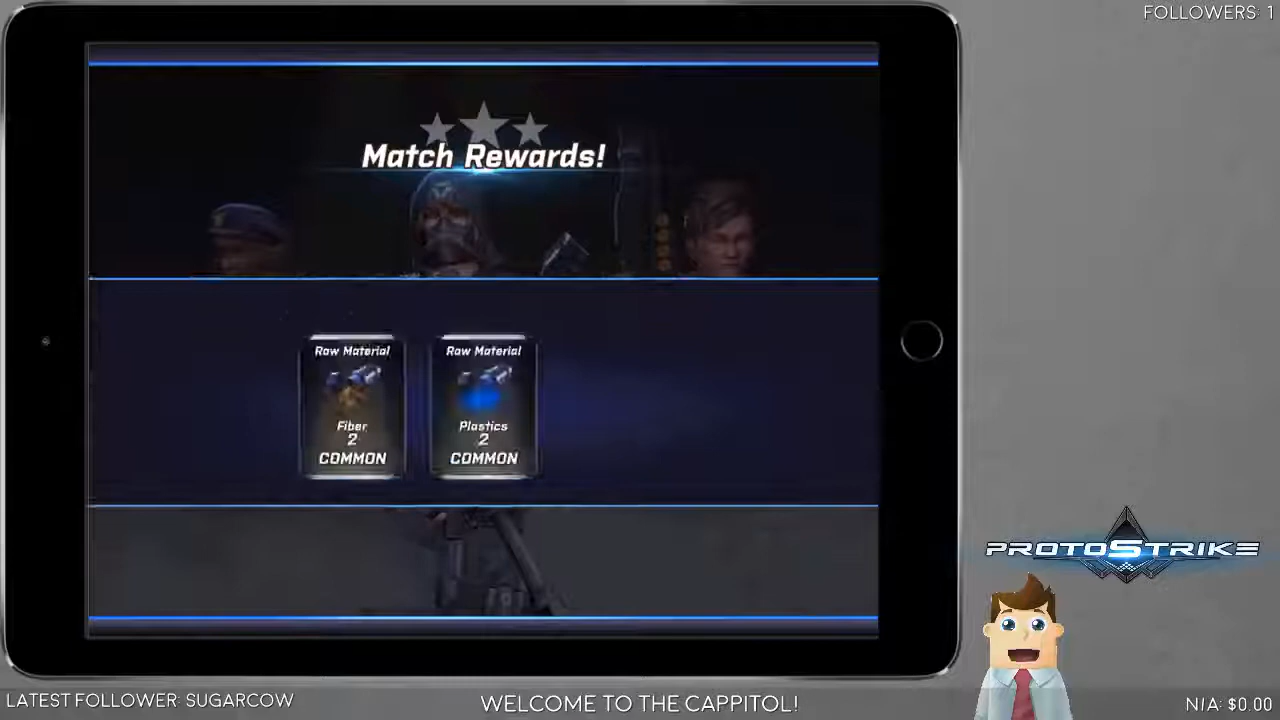 FOLLOWERS: 1
Match Rewards!
Raw Material
Fiber
2
COMMON
Raw Material
Plastics
2
COMMON
PROTOSTRIKE
LATEST FOLLOWER: SUGARCOW
WELCOME TO THE CAPPITOL!
N/A: $0.00